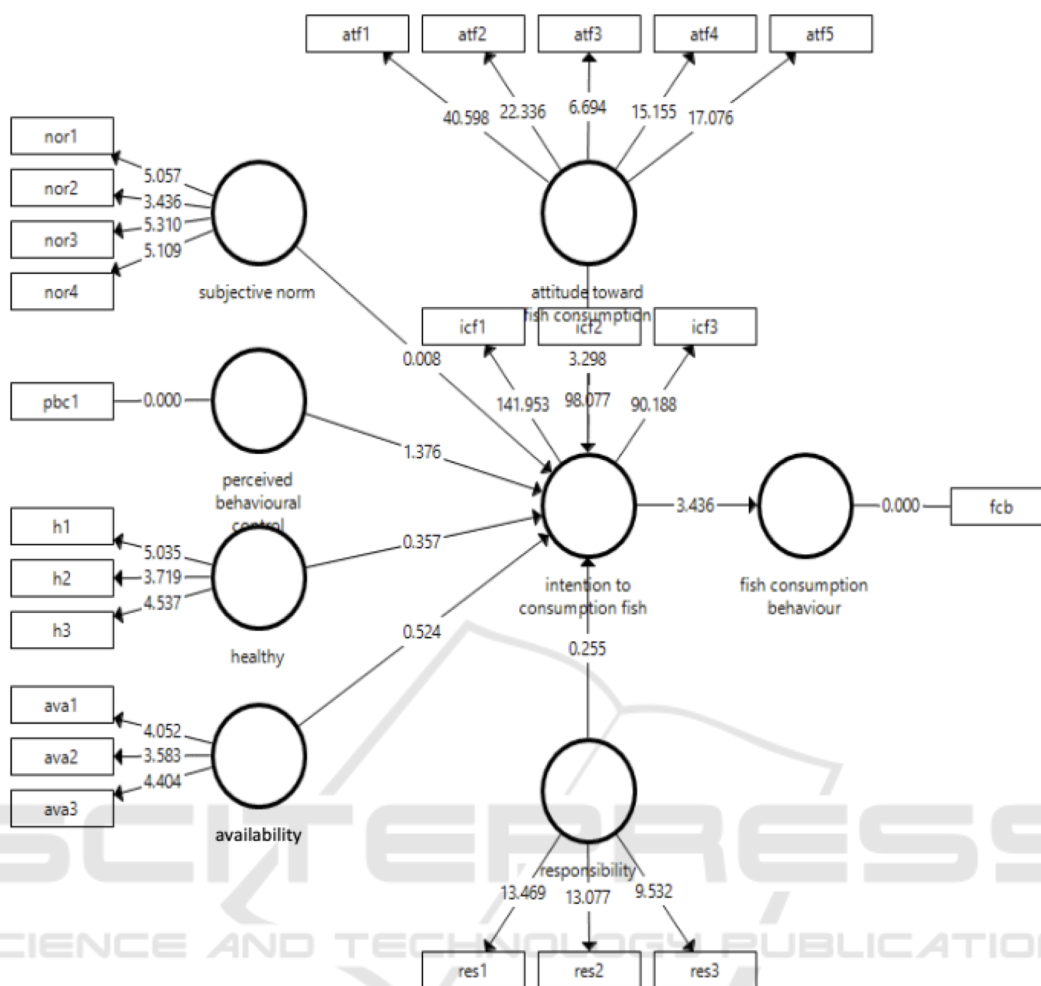 atf1 atf2 atf3 atf4 atf5
40.598 22.336 6.694 15.155 17.076
nor1
nor2
nor3
nor4
5.057
3.436
5.310
5.109
subjective norm
attitude toward
fish consumption
icf1 icf2 icf3
0.008
3.298
141.953 98.077 90.188
pbc1 0.000
1.376
perceived
behavioural
control
h1
h2
h3
5.035
3.719
4.537
0.357
healthy
3.436
0.000 fcb
intention to
consumption fish
fish consumption
behaviour
0.524
0.255
ava1
ava2
ava3
4.052
3.583
4.404
availability
responsibility
13.469 13.077 9.532
res1 res2 res3
SCITEPRESS
SCIENCE AND TECHNOLOGY PUBLICATION